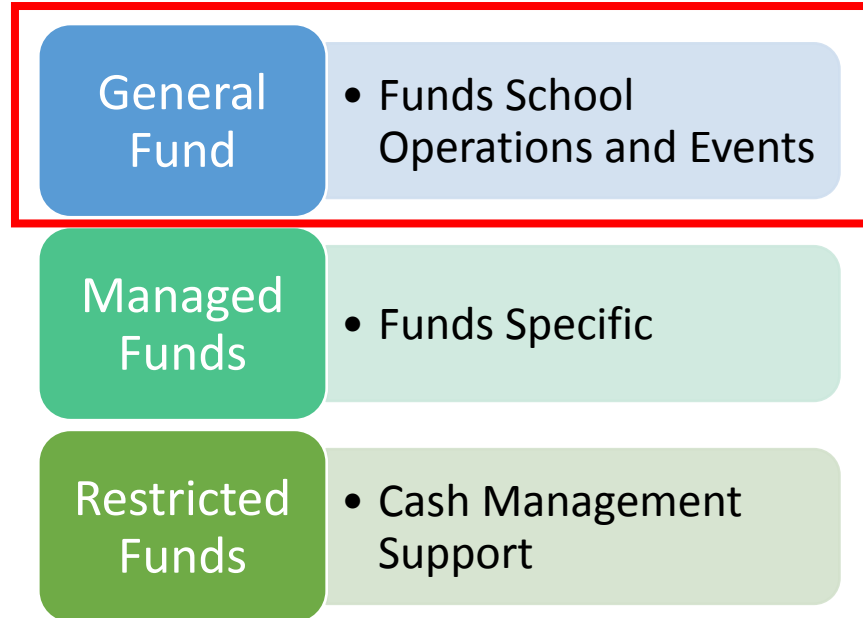 General
Fund
• Funds School
Operations and Events
Managed
Funds
• Funds Specific
Restricted
Funds
• Cash Management
Support